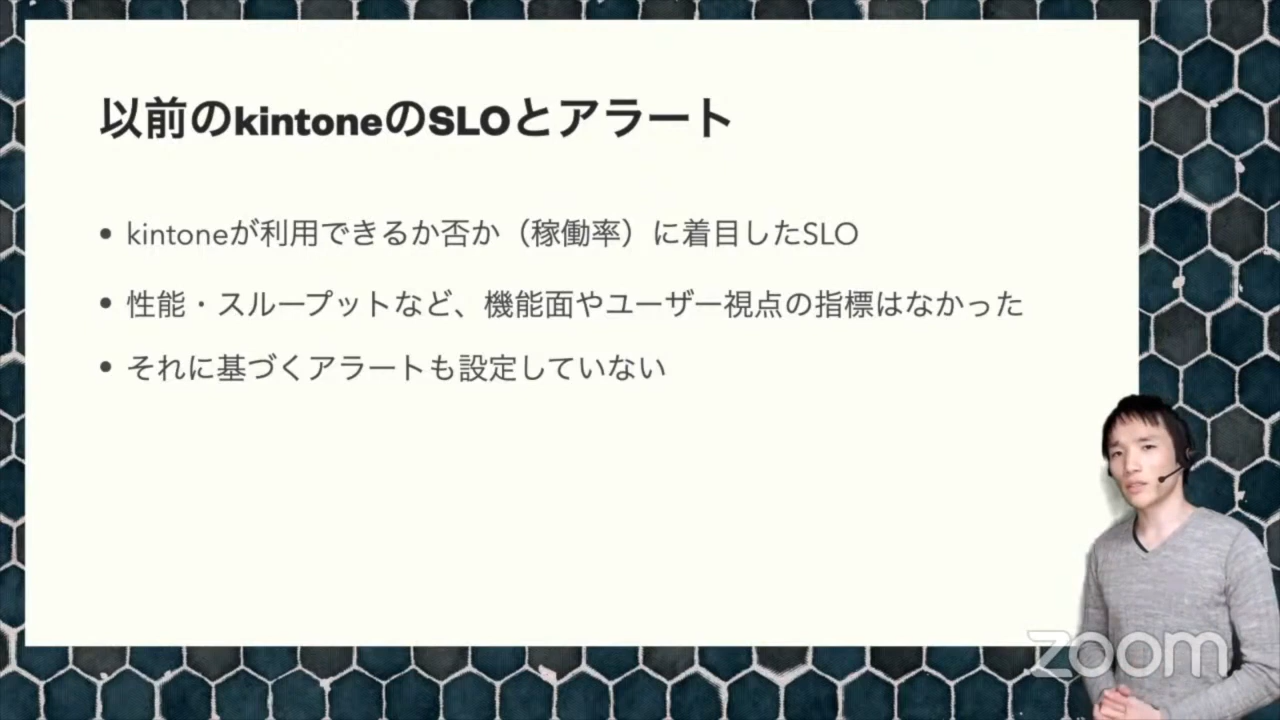 以前のkintoneのSLOとアラート
• kintoneが利用できるか否か（稼働率）に着目したSLO
• 性能・スループットなど、機能面やユーザー視点の指標はなかった
• それに基づくアラートも設定していない
zoom